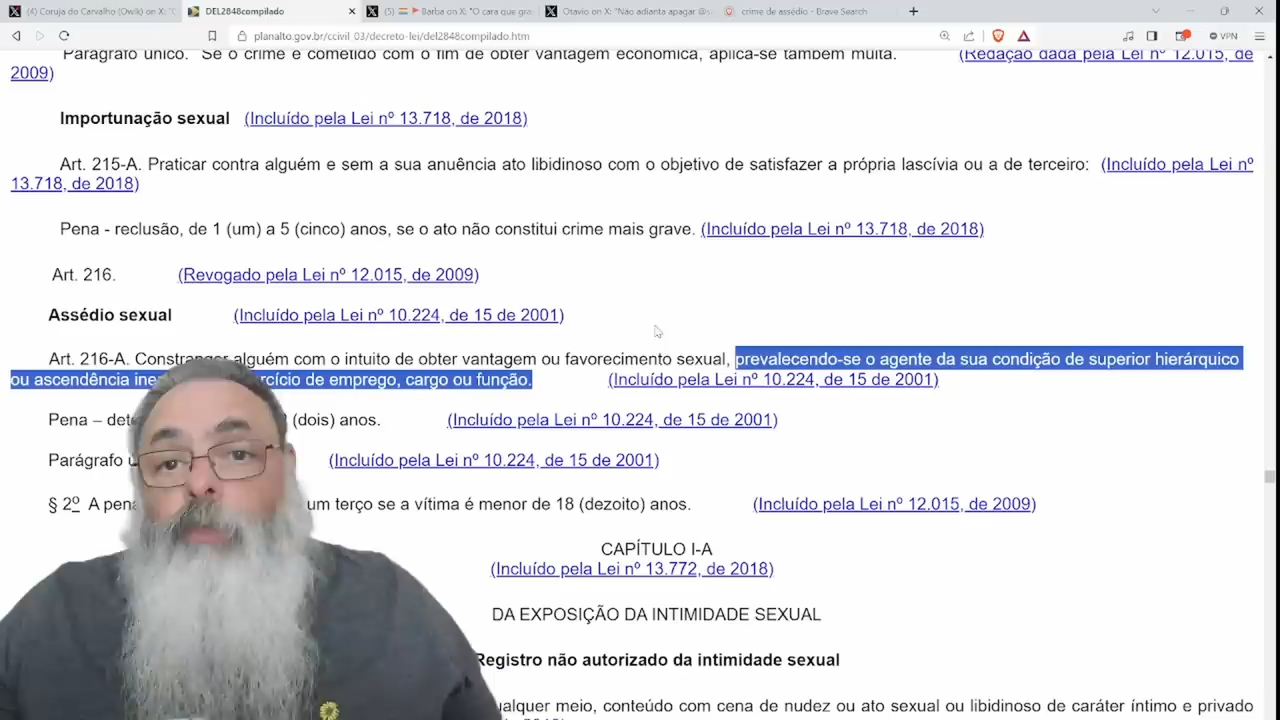 (4) Coruja do Carvalho (Owik) on X: "C
DEL2848compilado
(5) Barba on X: "O cara que gra
Otavio on X: "Não adianta apagar @s
crime de assédio - Brave Search
planalto.gov.br/ccivil_03/decreto-lei/del2848compilado.htm
VPN
Parágrafo único. Se o crime é cometido com o fim de obter vantagem econômica, aplica-se também multa. (Redação dada pela Lei nº 12.015, de
2009)
Importunação sexual (Incluído pela Lei nº 13.718, de 2018)
Art. 215-A. Praticar contra alguém e sem a sua anuência ato libidinoso com o objetivo de satisfazer a própria lascívia ou a de terceiro: (Incluído pela Lei nº
13.718, de 2018)
Pena - reclusão, de 1 (um) a 5 (cinco) anos, se o ato não constitui crime mais grave. (Incluído pela Lei nº 13.718, de 2018)
Art. 216. (Revogado pela Lei nº 12.015, de 2009)
Assédio sexual (Incluído pela Lei nº 10.224, de 15 de 2001)
Art. 216-A. Constranger alguém com o intuito de obter vantagem ou favorecimento sexual, prevalecendo-se o agente da sua condição de superior hierárquico
ou ascendência ine rcício de emprego, cargo ou função. (Incluído pela Lei nº 10.224, de 15 de 2001)
Pena – det (dois) anos. (Incluído pela Lei nº 10.224, de 15 de 2001)
Parágrafo (Incluído pela Lei nº 10.224, de 15 de 2001)
§ 2º A pena um terço se a vítima é menor de 18 (dezoito) anos. (Incluído pela Lei nº 12.015, de 2009)
CAPÍTULO I-A
(Incluído pela Lei nº 13.772, de 2018)
DA EXPOSIÇÃO DA INTIMIDADE SEXUAL
Registro não autorizado da intimidade sexual
ualquer meio, conteúdo com cena de nudez ou ato sexual ou libidinoso de caráter íntimo e privado